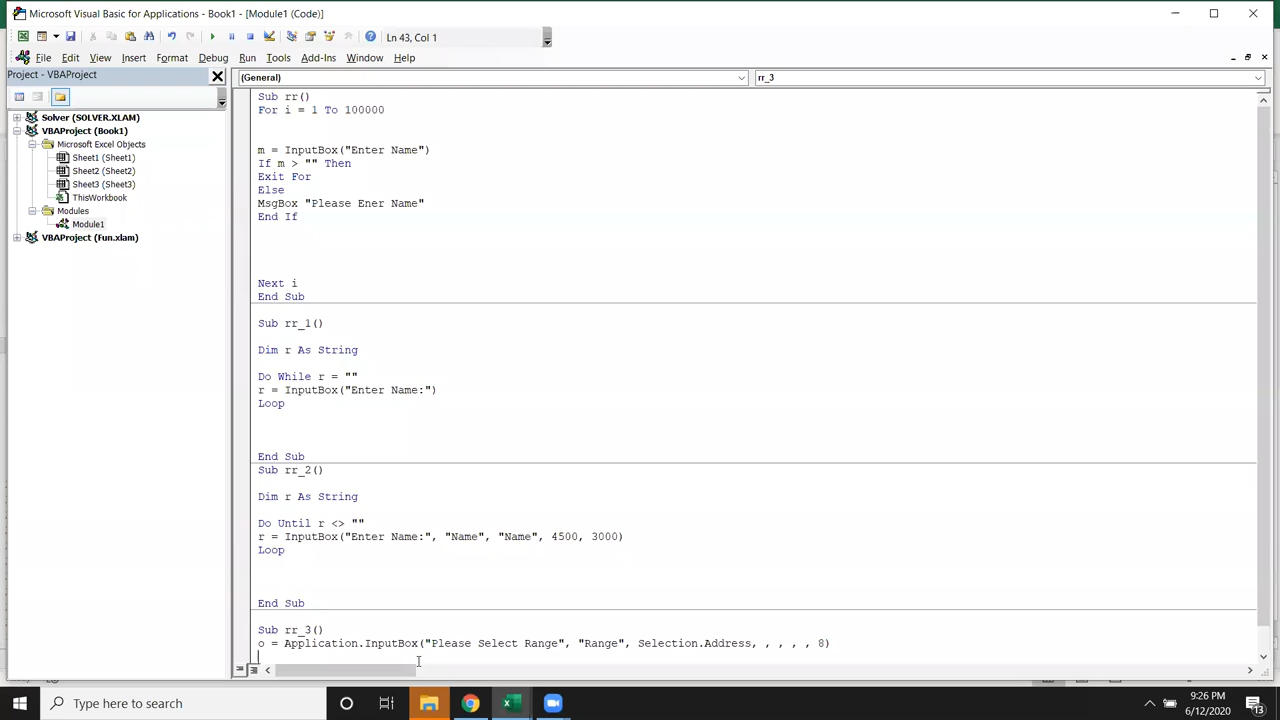 Microsoft Visual Basic for Applications - Book1 - [Module1 (Code)]
Ln 43, Col 1
File Edit View Insert Format Debug Run Tools Add-Ins Window Help
Project - VBAProject
(General)
rr_3
Solver (SOLVER.XLAM)
VBAProject (Book1)
Microsoft Excel Objects
Sheet1 (Sheet1)
Sheet2 (Sheet2)
Sheet3 (Sheet3)
ThisWorkbook
Modules
Module1
VBAProject (Fun.xlam)
Sub rr()
For i = 1 To 100000
m = InputBox("Enter Name")
If m > "" Then
Exit For
Else
MsgBox "Please Ener Name"
End If
Next i
End Sub
Sub rr_1()
Dim r As String
Do While r = ""
r = InputBox("Enter Name:")
Loop
End Sub
Sub rr_2()
Dim r As String
Do Until r <> ""
r = InputBox("Enter Name:", "Name", "Name", 4500, 3000)
Loop
End Sub
Sub rr_3()
o = Application.InputBox("Please Select Range", "Range", Selection.Address, , , , , 8)
Type here to search
9:26 PM
6/12/2020
13